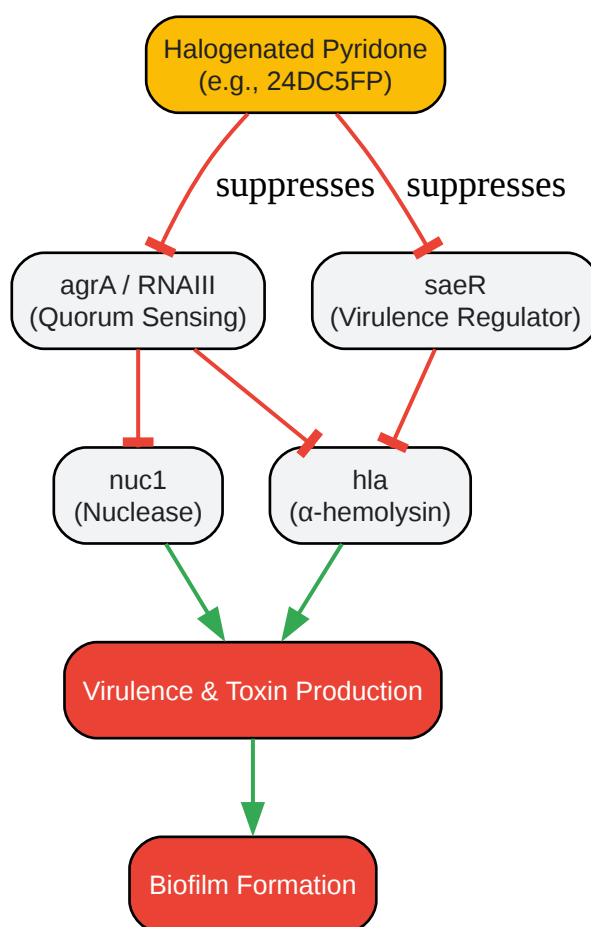 Halogenated Pyridone
(e.g., 24DC5FP)
suppresses
suppresses
agrA / RNAIII
(Quorum Sensing)
saeR
(Virulence Regulator)
nuc1
(Nuclease)
hla
(α-hemolysin)
Virulence & Toxin Production
Biofilm Formation